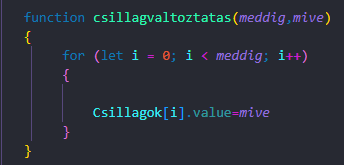 function csillagvaltoztatas(meddig,mive)
{
for (let i = 0; i < meddig; i++)
{
Csillagok[i].value=mive
}
}